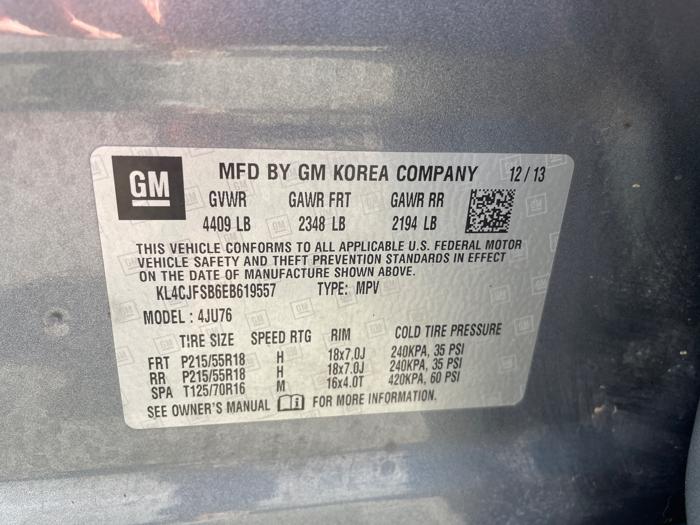 GM MFD BY GM KOREA COMPANY 12/13
GVWR GAWR FRT GAWR RR
4409 LB 2348 LB 2194 LB
THIS VEHICLE CONFORMS TO ALL APPLICABLE U.S. FEDERAL MOTOR
VEHICLE SAFETY AND THEFT PREVENTION STANDARDS IN EFFECT
ON THE DATE OF MANUFACTURE SHOWN ABOVE.
KL4CJFSB6EB619557 TYPE: MPV
MODEL : 4JU76
TIRE SIZE SPEED RTG RIM COLD TIRE PRESSURE
FRT P215/55R18 H 18x7.0J 240KPA, 35 PSI
RR P215/55R18 H 18x7.0J 240KPA, 35 PSI
SPA T125/70R16 M 16x4.0T 420KPA, 60 PSI
SEE OWNER'S MANUAL FOR MORE INFORMATION.